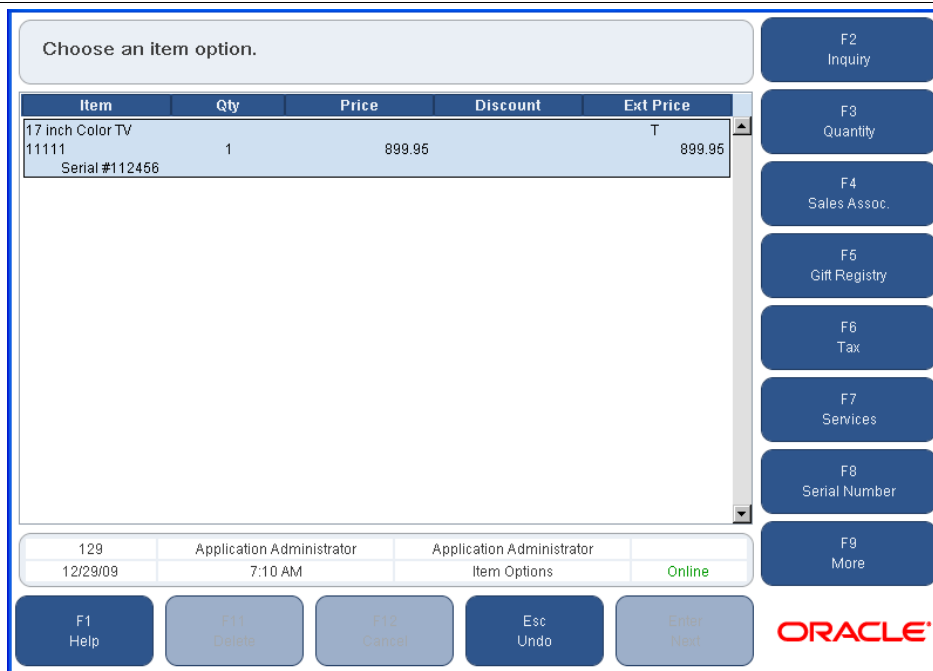 Choose an item option.
Item Qty Price Discount Ext Price
17 inch Color TV T
11111 1 899.95 899.95
Serial #112456
129 Application Administrator Application Administrator
12/29/09 7:10 AM Item Options Online
F1
Help
F11
Delete
F12
Cancel
Esc
Undo
Enter
Next
F2
Inquiry
F3
Quantity
F4
Sales Assoc.
F5
Gift Registry
F6
Tax
F7
Services
F8
Serial Number
F9
More
ORACLE